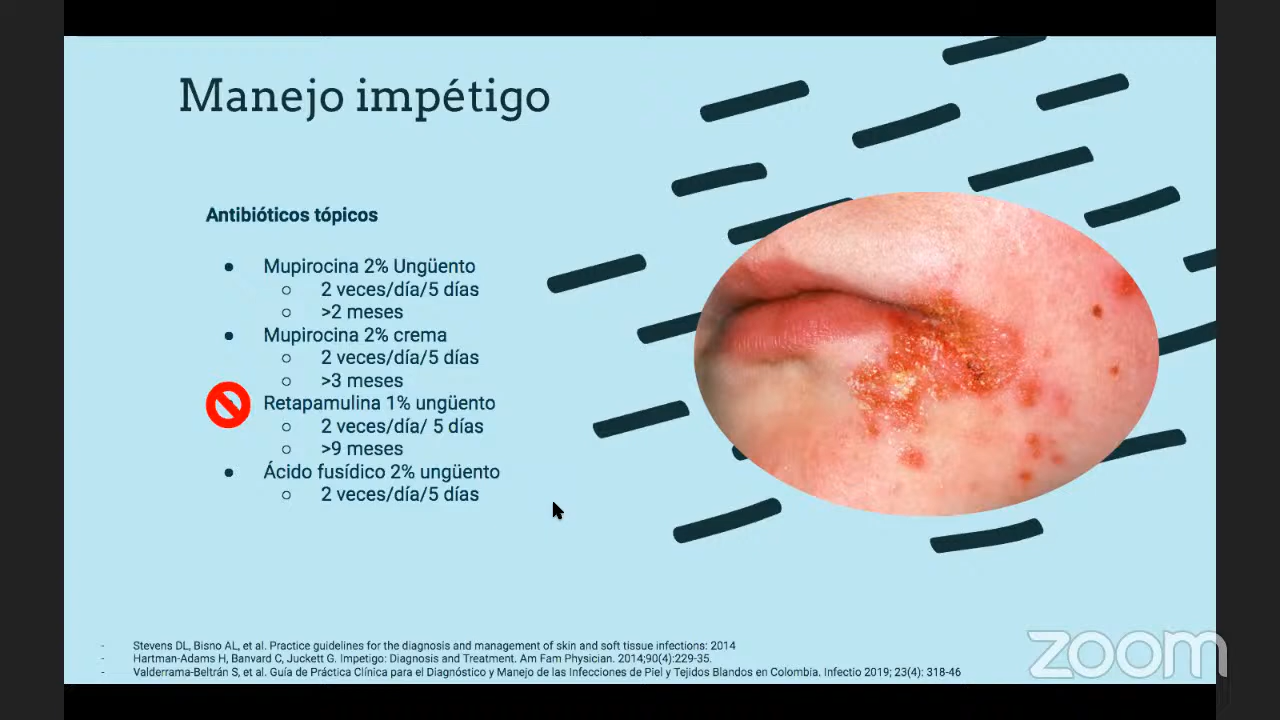 Manejo impétigo
Antibióticos tópicos
● Mupirocina 2% Ungüento
○ 2 veces/día/5 días
○ >2 meses
● Mupirocina 2% crema
○ 2 veces/día/5 días
○ >3 meses
Retapamulina 1% ungüento
○ 2 veces/día/ 5 días
○ >9 meses
● Ácido fusídico 2% ungüento
○ 2 veces/día/5 días
- Stevens DL, Bisno AL, et al. Practice guidelines for the diagnosis and management of skin and soft tissue infections: 2014
- Hartman-Adams H, Banvard C, Juckett G. Impetigo: Diagnosis and Treatment. Am Fam Physician. 2014;90(4):229-35.
- Valderrama-Beltrán S, et al. Guía de Práctica Clínica para el Diagnóstico y Manejo de las Infecciones de Piel y Tejidos Blandos en Colombia. Infectio 2019; 23(4): 318-46
zoom